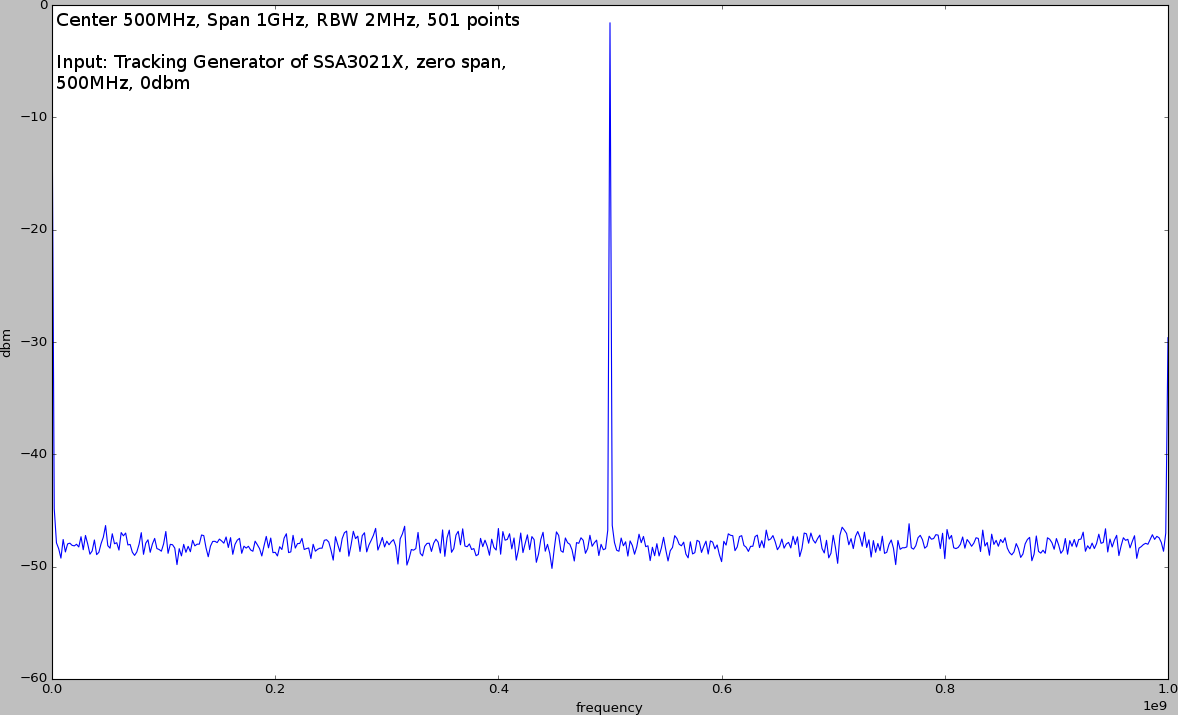 Center 500MHz, Span 1GHz, RBW 2MHz, 501 points
Input: Tracking Generator of SSA3021X, zero span,
500MHz, 0dbm
0
−10
−20
−30
−40
−50
−60
dbm
0.0 0.2 0.4 0.6 0.8 1.0
1e9
frequency